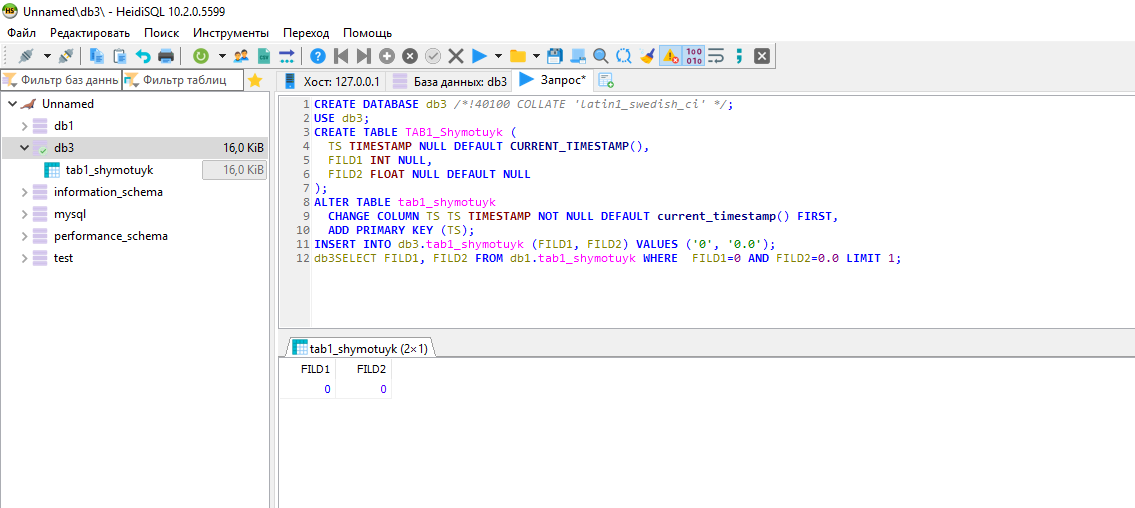 Unnamed\db3\ - HeidiSQL 10.2.0.5599
Файл Редактировать Поиск Инструменты Переход Помощь
Фильтр баз даннь Фильтр таблиц
Хост: 127.0.0.1 База данных: db3 Запрос*
Unnamed
db1
db3 16,0 KiB
tab1_shymotuyk 16,0 KiB
information_schema
mysql
performance_schema
test
1 CREATE DATABASE db3 /*!40100 COLLATE 'latin1_swedish_ci' */;
2 USE db3;
3 CREATE TABLE TAB1_Shymotuyk (
4 TS TIMESTAMP NULL DEFAULT CURRENT_TIMESTAMP(),
5 FILD1 INT NULL,
6 FILD2 FLOAT NULL DEFAULT NULL
7 );
8 ALTER TABLE tab1_shymotuyk
9 CHANGE COLUMN TS TS TIMESTAMP NOT NULL DEFAULT current_timestamp() FIRST,
10 ADD PRIMARY KEY (TS);
11 INSERT INTO db3.tab1_shymotuyk (FILD1, FILD2) VALUES ('0', '0.0');
12 db3SELECT FILD1, FILD2 FROM db1.tab1_shymotuyk WHERE  FILD1=0 AND FILD2=0.0 LIMIT 1;
tab1_shymotuyk (2×1)
FILD1 FILD2
0 0